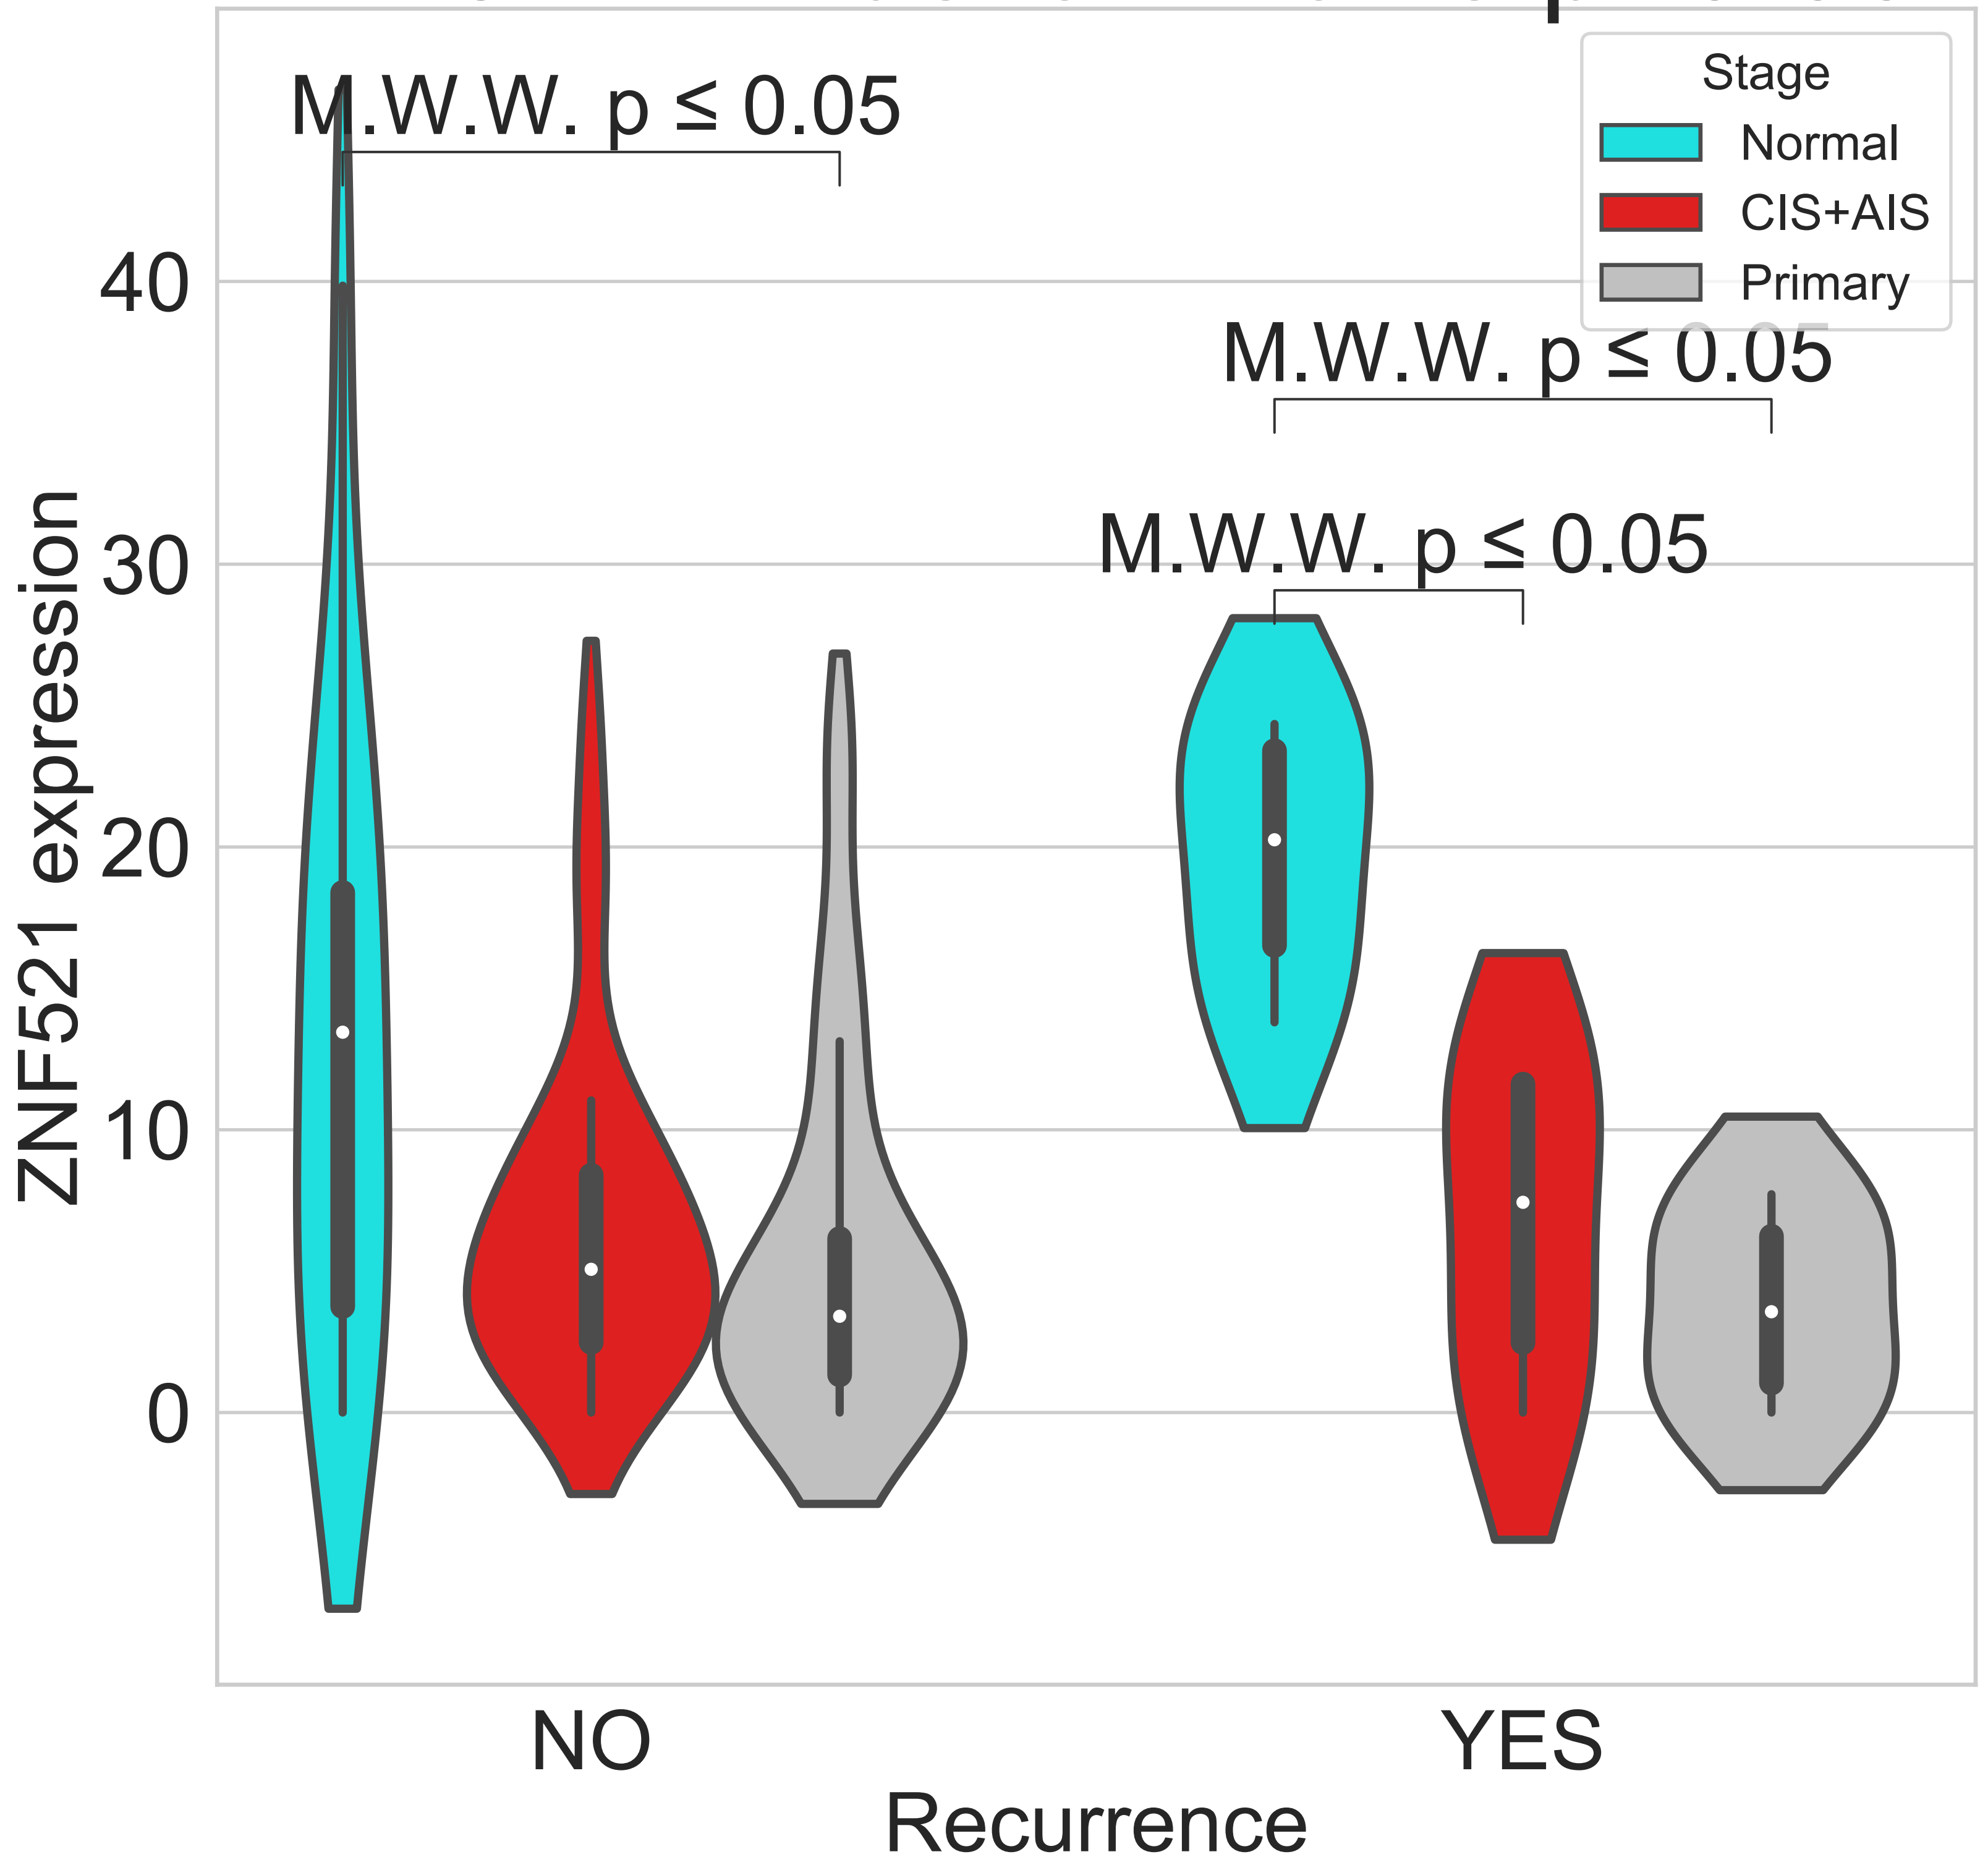 M.W.W. p ≤ 0.05
Stage
Normal
CIS+AIS
Primary
M.W.W. p ≤ 0.05
M.W.W. p ≤ 0.05
40
30
20
10
0
ZNF521 expression
NO
YES
Recurrence